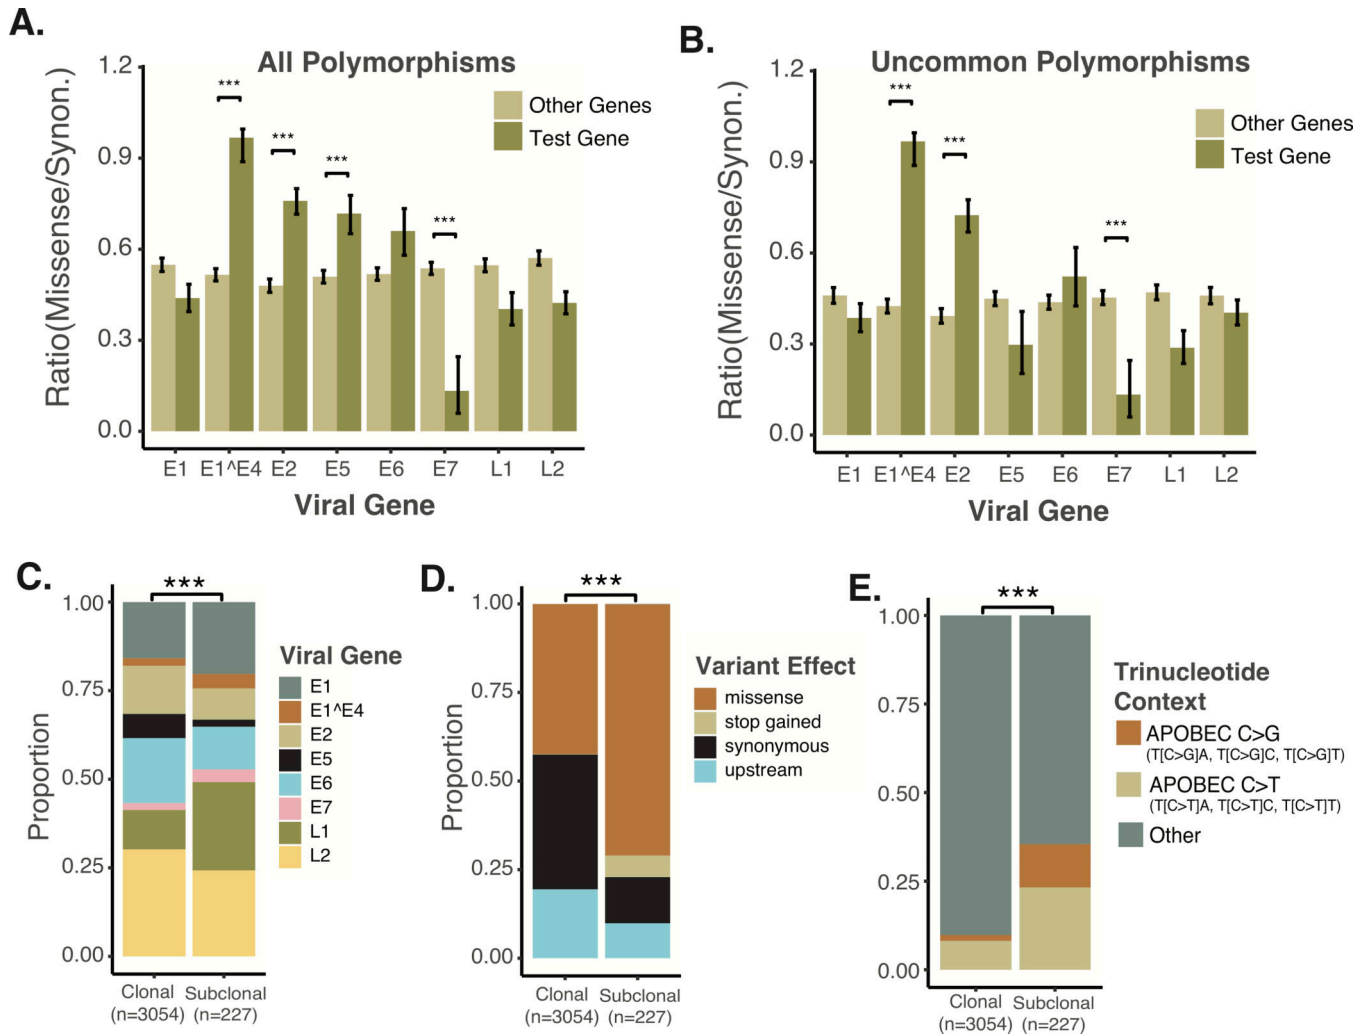 A.
All Polymorphisms
Ratio(Missense/Synon.)
1.2
0.9
0.6
0.3
0.0
***
***
***
***
Other Genes
Test Gene
E1 E1^E4 E2 E5 E6 E7 L1 L2
Viral Gene
B.
Uncommon Polymorphisms
Ratio(Missense/Synon.)
1.2
0.9
0.6
0.3
0.0
***
***
***
Other Genes
Test Gene
E1 E1^E4 E2 E5 E6 E7 L1 L2
Viral Gene
C.
***
Proportion
1.00
0.75
0.50
0.25
0.00
Clonal Subclonal
(n=3054) (n=227)
Viral Gene
E1
E1^E4
E2
E5
E6
E7
L1
L2
D.
***
Proportion
1.00
0.75
0.50
0.25
0.00
Clonal Subclonal
(n=3054) (n=227)
Variant Effect
missense
stop gained
synonymous
upstream
E.
***
1.00
0.75
0.50
0.25
0.00
Clonal Subclonal
(n=3054) (n=227)
Trinucleotide
Context
APOBEC C>G
(T[C>G]A, T[C>G]C, T[C>G]T)
APOBEC C>T
(T[C>T]A, T[C>T]C, T[C>T]T)
Other